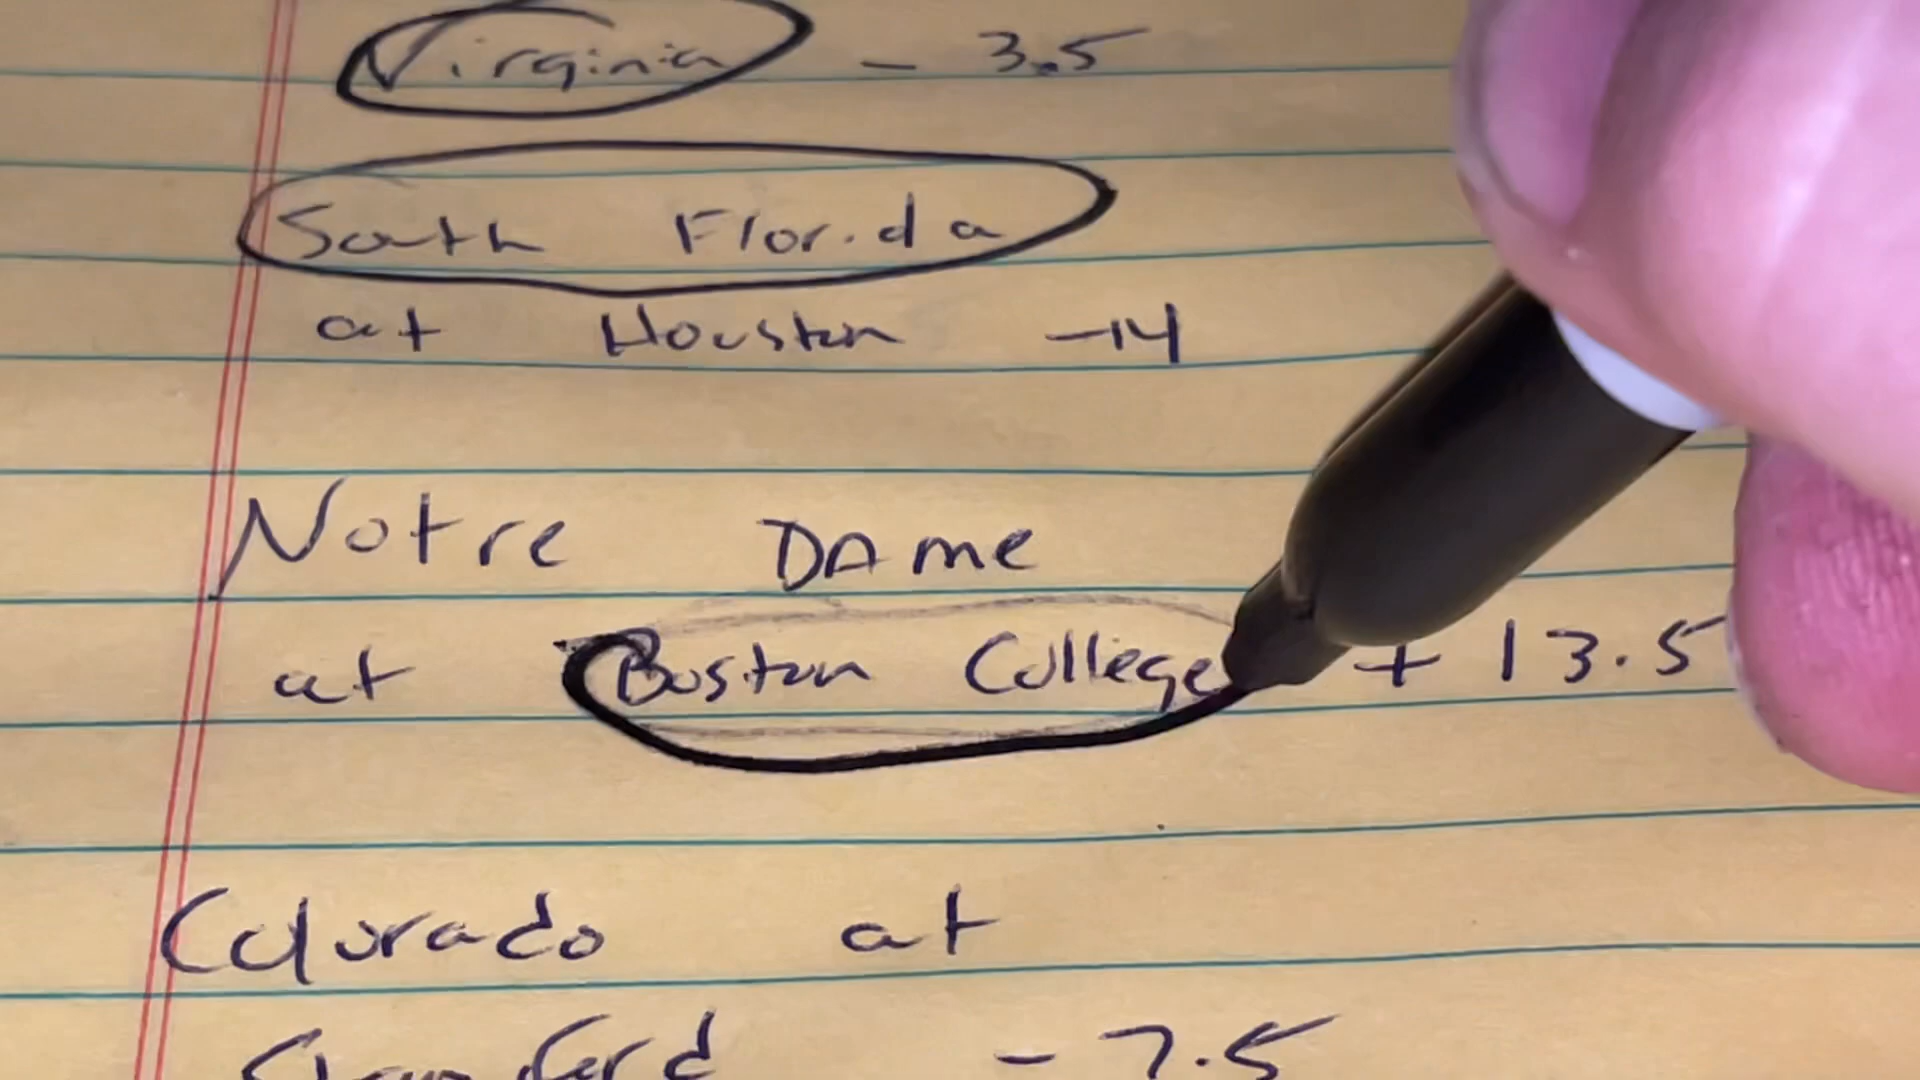 Virginia - 3.5
South Florida
at Houston -14
Notre DAme
at Boston College + 13.5
Colorado at
Stanford - 7.5